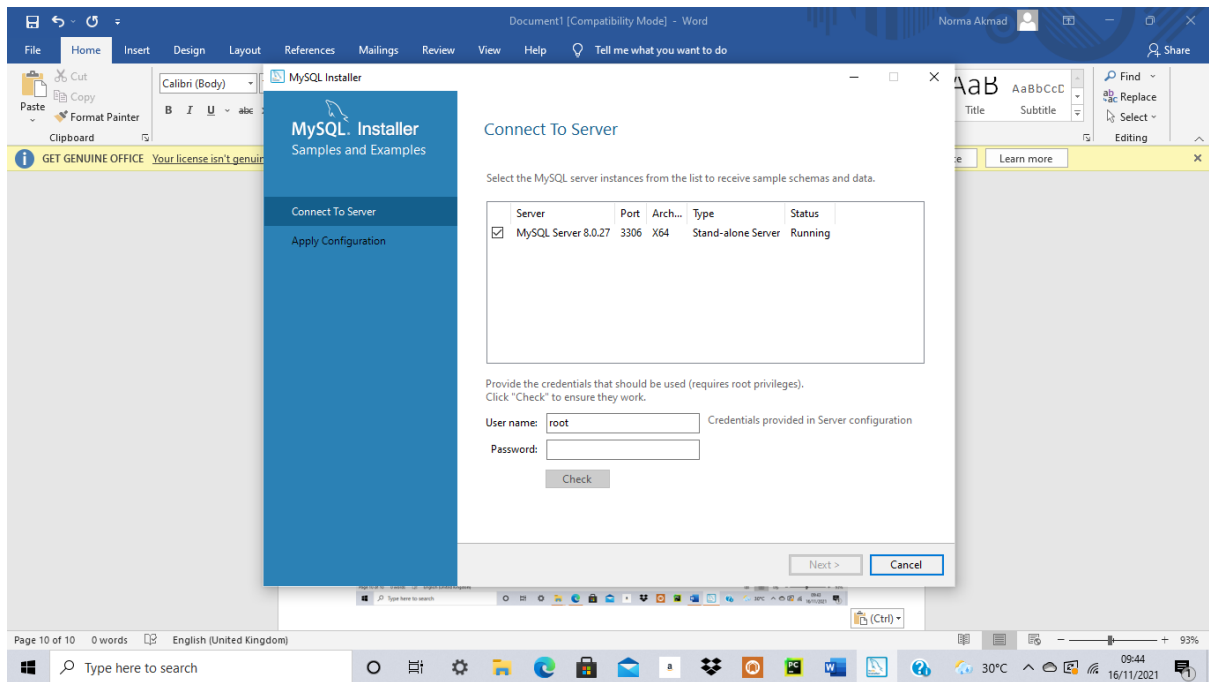 Document1 [Compatibility Mode] - Word
Norma Akmad
File Home Insert Design Layout References Mailings Review View Help Tell me what you want to do Share
Paste
Cut
Copy
Format Painter
Clipboard
Calibri (Body)
B I U abc
AaB AaBbCcD
Title Subtitle
Find
Replace
Select
Editing
GET GENUINE OFFICE Your license isn't genuin
Learn more
MySQL Installer
MySQL. Installer
Samples and Examples
Connect To Server
Apply Configuration
Connect To Server
Select the MySQL server instances from the list to receive sample schemas and data.
Server Port Arch... Type Status
MySQL Server 8.0.27 3306 X64 Stand-alone Server Running
Provide the credentials that should be used (requires root privileges).
Click "Check" to ensure they work.
User name: root Credentials provided in Server configuration
Password:
Check
Next > Cancel
Type here to search
(Ctrl)
Page 10 of 10 0 words English (United Kingdom) 93%
Type here to search
30°C
09:44
16/11/2021